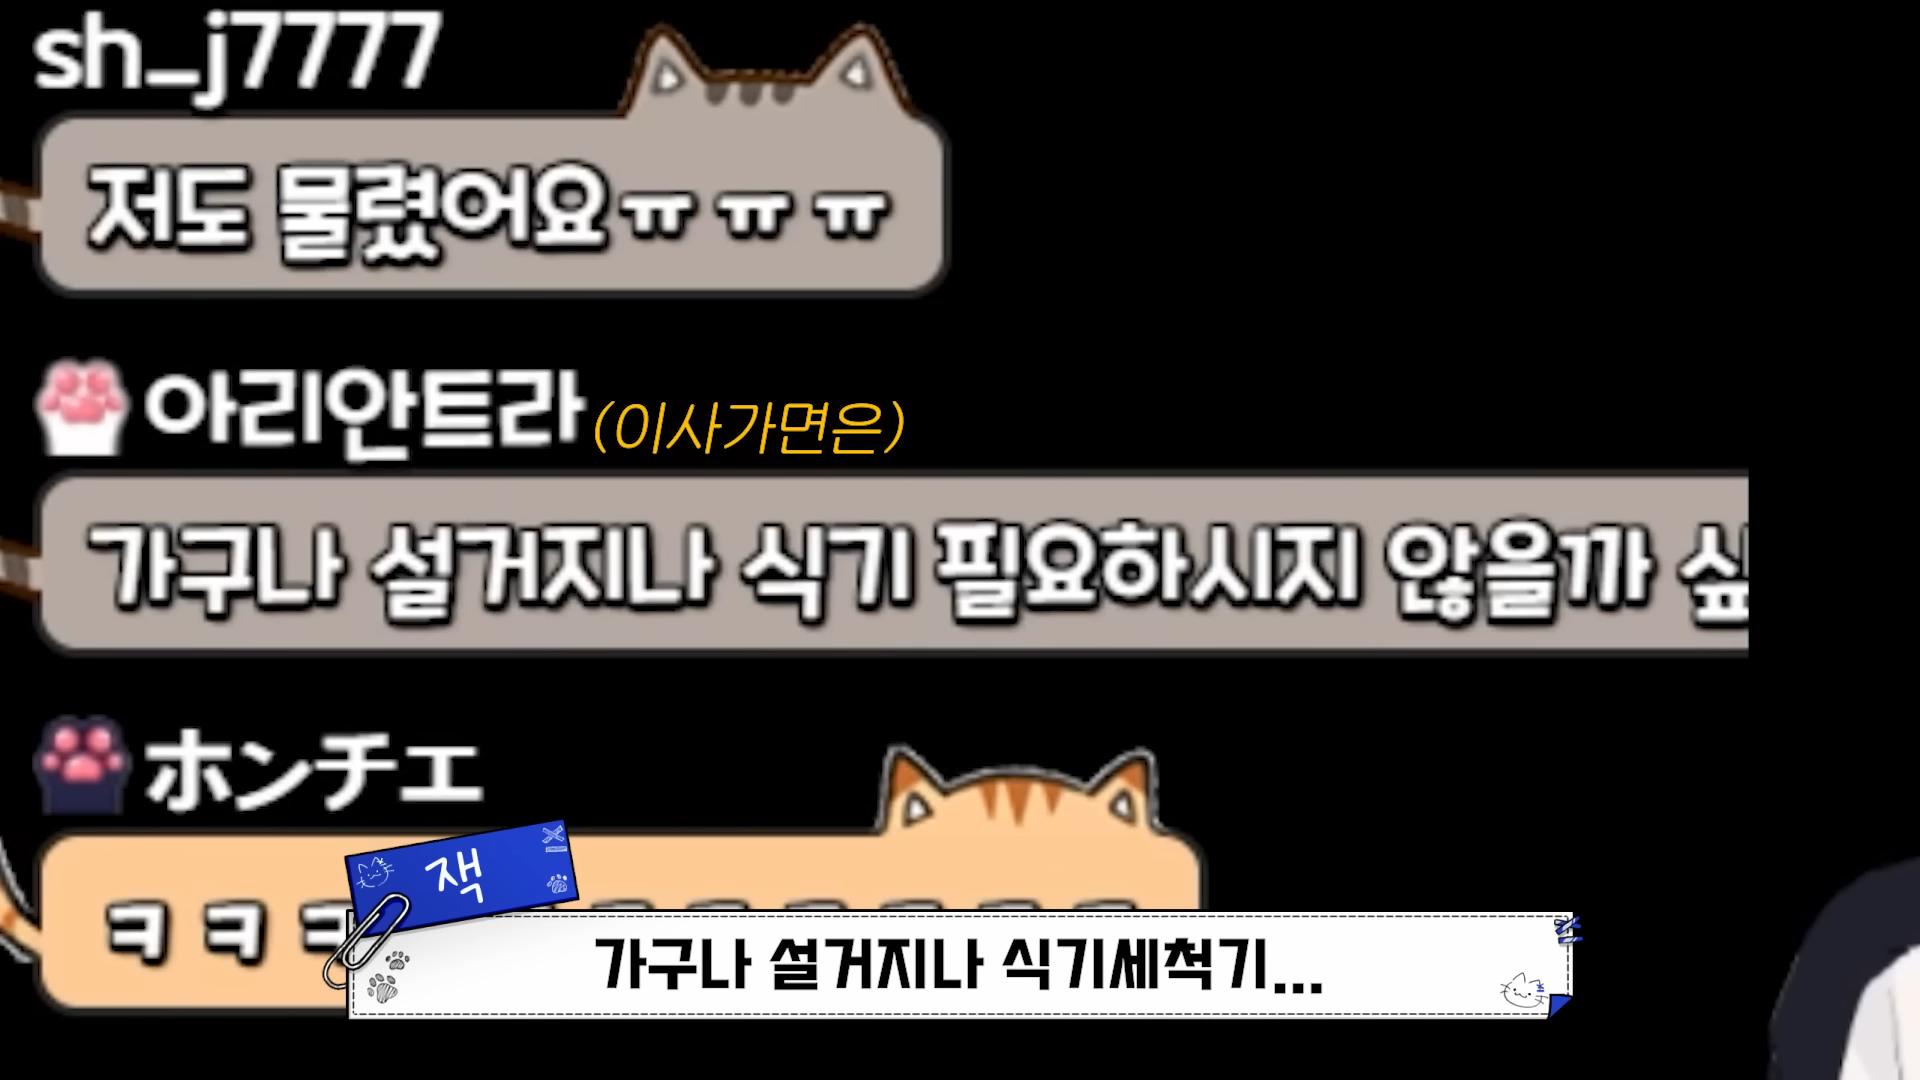 sh_j7777
저도 물렸어요ㅠㅠㅠ
아리안트라 (이사가면은)
가구나 설거지나 식기 필요하시지 않을까 싶
ホンチェ
ㅋㅋㅋ
잭
가구나 설거지나 식기세척기...